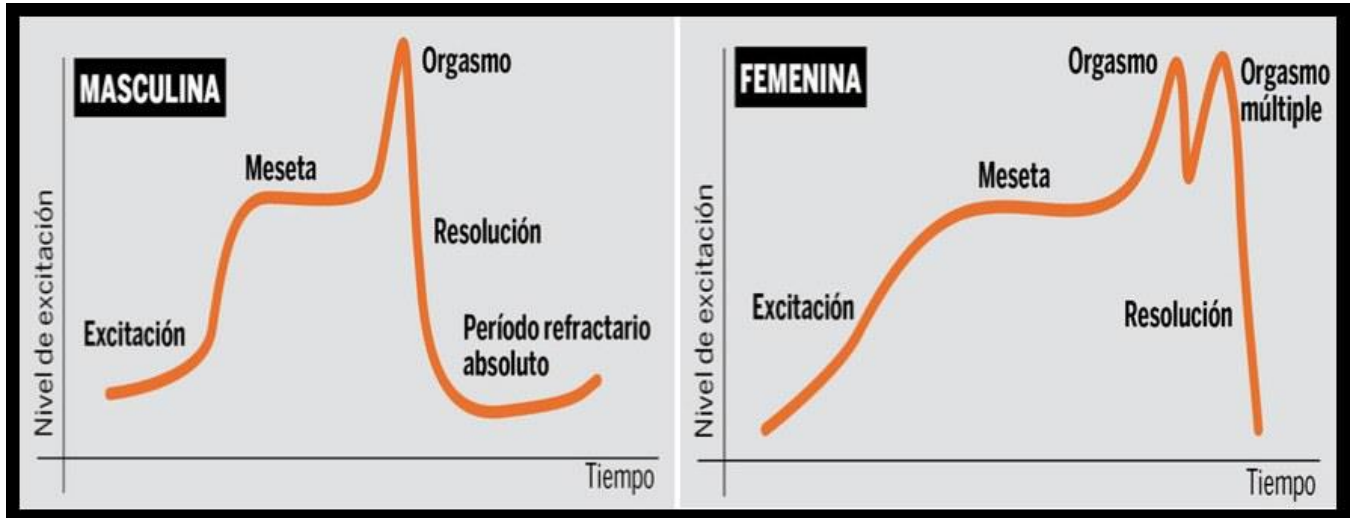 MASCULINA
Orgasmo
Meseta
Resolución
Excitación
Período refractario
absoluto
Nivel de excitación
Tiempo
FEMENINA
Orgasmo
Orgasmo
múltiple
Meseta
Excitación
Resolución
Nivel de excitación
Tiempo